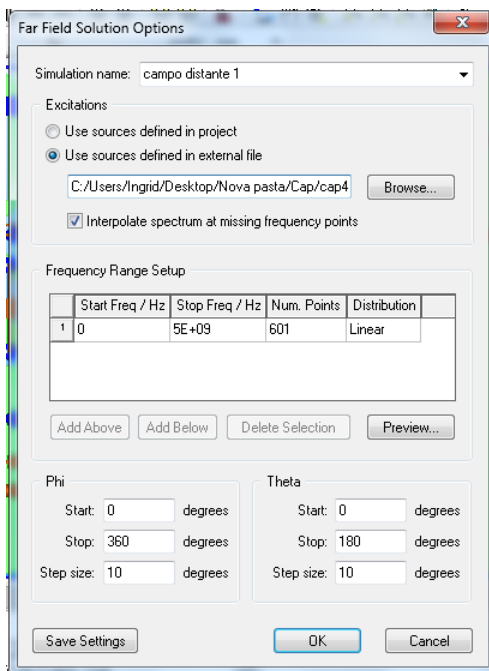 Far Field Solution Options
Simulation name: campo distante 1
Excitations
Use sources defined in project
Use sources defined in external file
C:/Users/Ingrid/Desktop/Nova pasta/Cap/cap4 Browse...
Interpolate spectrum at missing frequency points
Frequency Range Setup
Start Freq / Hz Stop Freq / Hz Num. Points Distribution
1 0 5E+09 601 Linear
Add Above Add Below Delete Selection Preview...
Phi Theta
Start: 0 degrees Start: 0 degrees
Stop: 360 degrees Stop: 180 degrees
Step size: 10 degrees Step size: 10 degrees
Save Settings OK Cancel